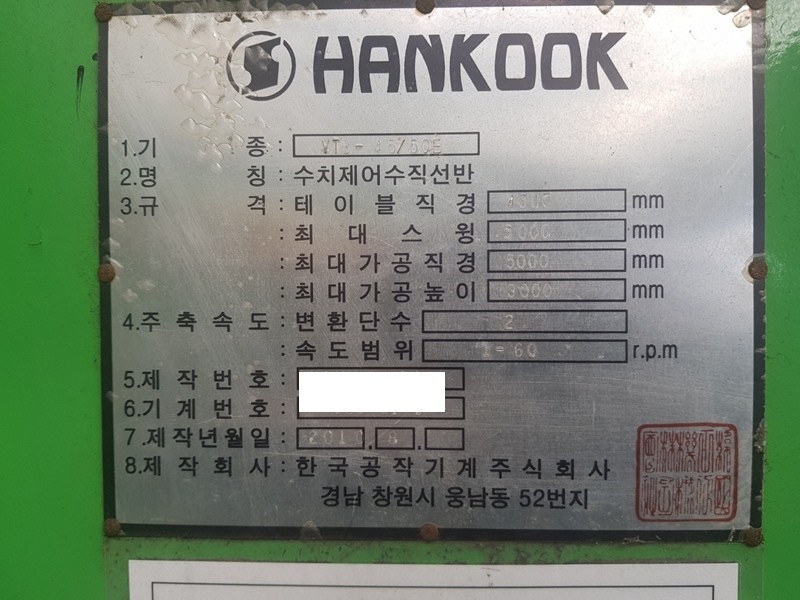 HANKOOK
1.기 종 :
2.명 칭 : 수치제어수직선반
3.규 격 : 테이블직경 mm
: 최대스윙 5000 mm
: 최대가공직경 5000 mm
: 최대가공높이 3000 mm
4.주축속도 : 변환단수 2
: 속도범위 1-60 r.p.m
5.제작번호 :
6.기계번호 :
7.제작년월일 :
8.제작회사 : 한국공작기계주식회사
경남 창원시 웅남동 52번지